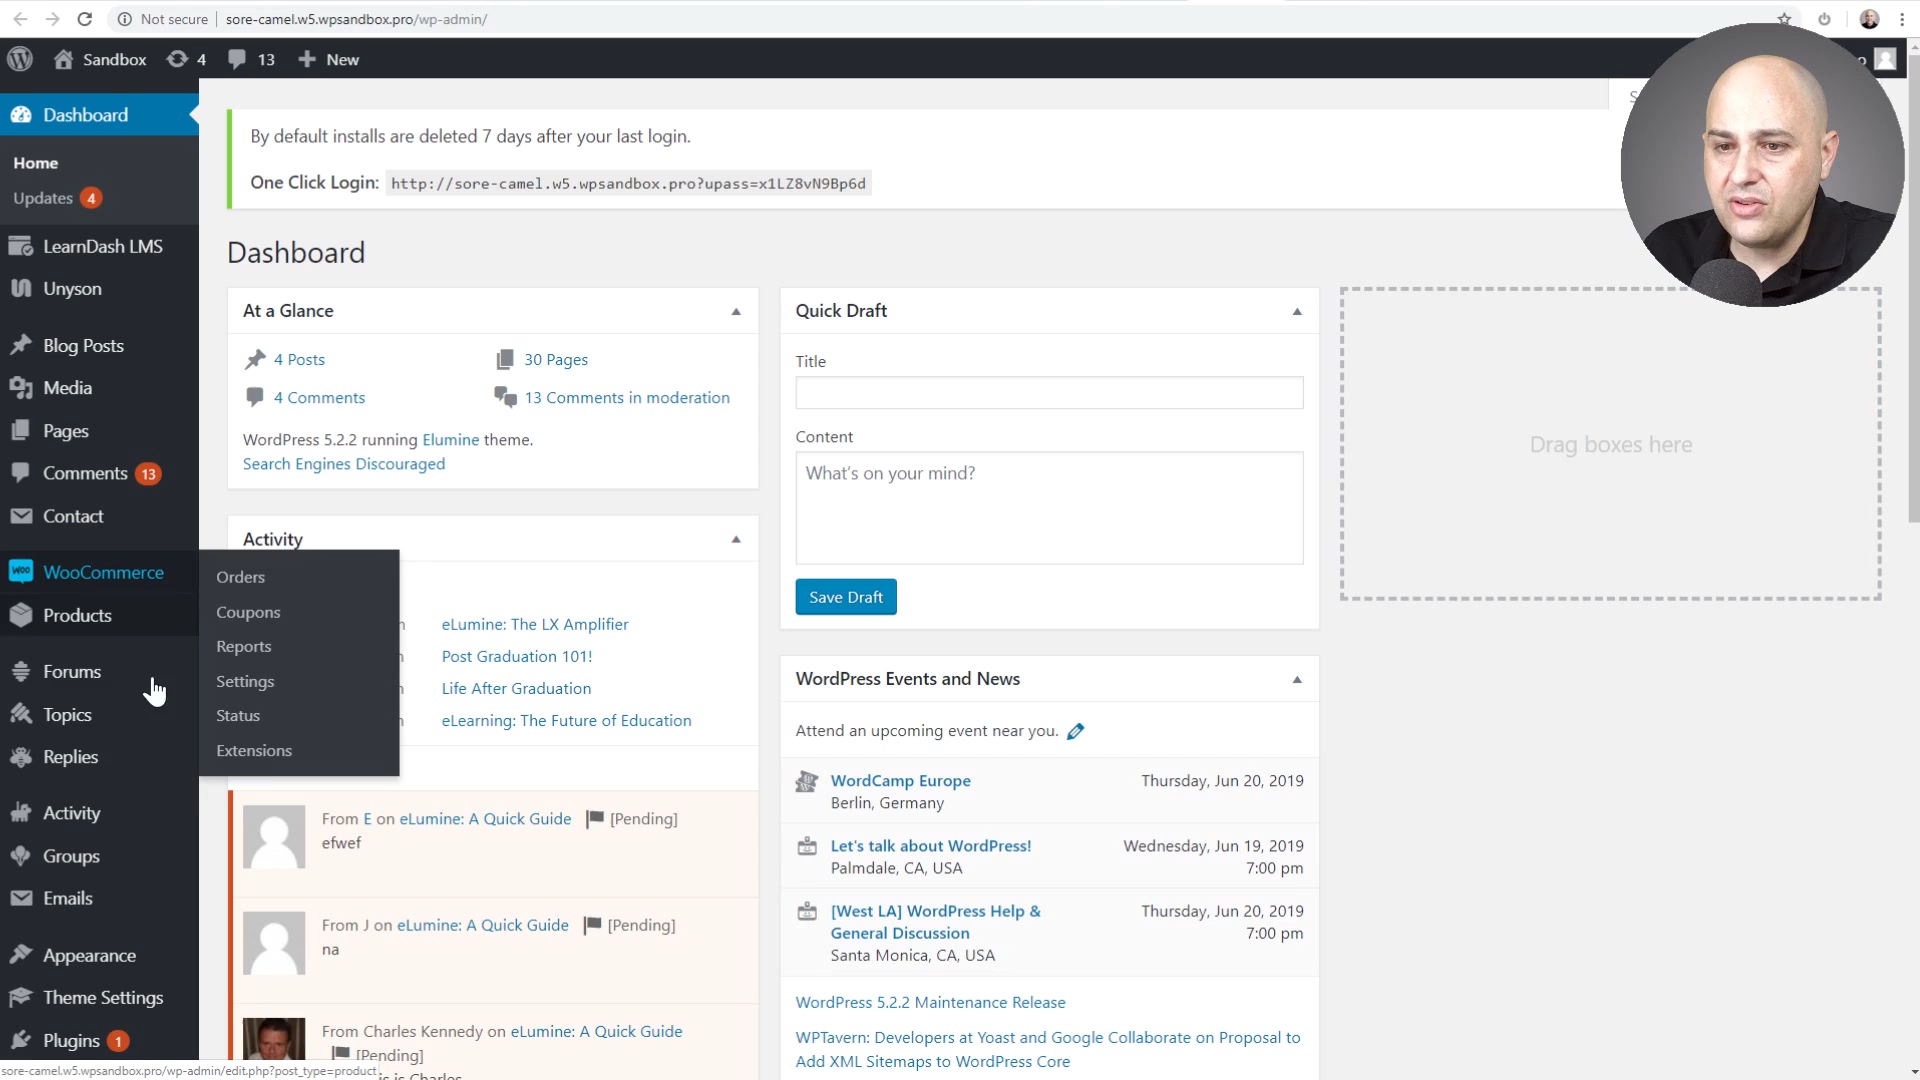 Not secure
sore-camel.w5.wpsandbox.pro/wp-admin/
Sandbox
4
13
New
Dashboard
Home
Updates 4
LearnDash LMS
Unyson
Blog Posts
Media
Pages
Comments 13
Contact
WooCommerce
Products
Forums
Topics
Replies
Activity
Groups
Emails
Appearance
Theme Settings
Plugins 1
Orders
Coupons
Reports
Settings
Status
Extensions
By default installs are deleted 7 days after your last login.
One Click Login: http://sore-camel.w5.wpsandbox.pro?upass=x1LZ8vN9Bp6d
Dashboard
At a Glance
4 Posts
30 Pages
4 Comments
13 Comments in moderation
WordPress 5.2.2 running Elumine theme.
Search Engines Discouraged
Activity
eLumine: The LX Amplifier
Post Graduation 101!
Life After Graduation
eLearning: The Future of Education
From E on eLumine: A Quick Guide [Pending]
efwef
From J on eLumine: A Quick Guide [Pending]
na
From Charles Kennedy on eLumine: A Quick Guide
[Pending]
is Charles
Quick Draft
Title
Content
What's on your mind?
Save Draft
WordPress Events and News
Attend an upcoming event near you.
WordCamp Europe
Thursday, Jun 20, 2019
Berlin, Germany
Let's talk about WordPress!
Wednesday, Jun 19, 2019
Palmdale, CA, USA
7:00 pm
[West LA] WordPress Help &
General Discussion
Thursday, Jun 20, 2019
7:00 pm
Santa Monica, CA, USA
WordPress 5.2.2 Maintenance Release
WPTavern: Developers at Yoast and Google Collaborate on Proposal to
Add XML Sitemaps to WordPress Core
Drag boxes here
sore-camel.w5.wpsandbox.pro/wp-admin/edit.php?post_type=product